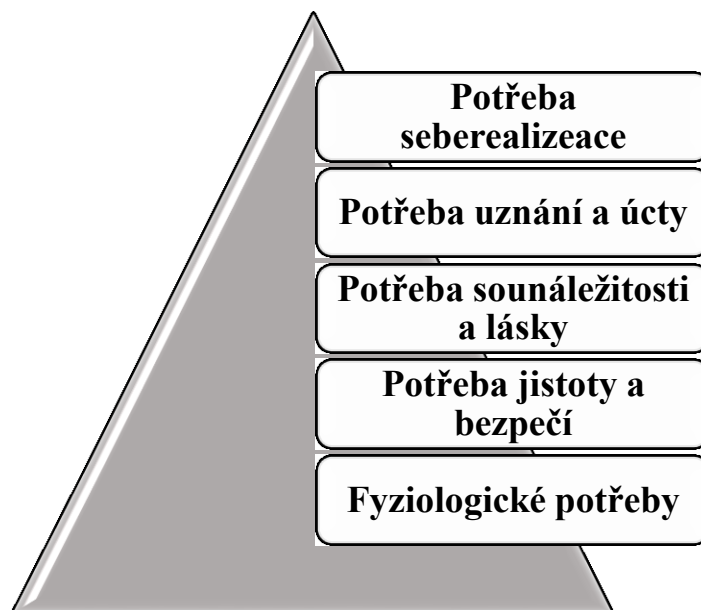 Potřeba
seberealizeace
Potřeba uznání a úcty
Potřeba sounáležitosti
a lásky
Potřeba jistoty a
bezpečí
Fyziologické potřeby